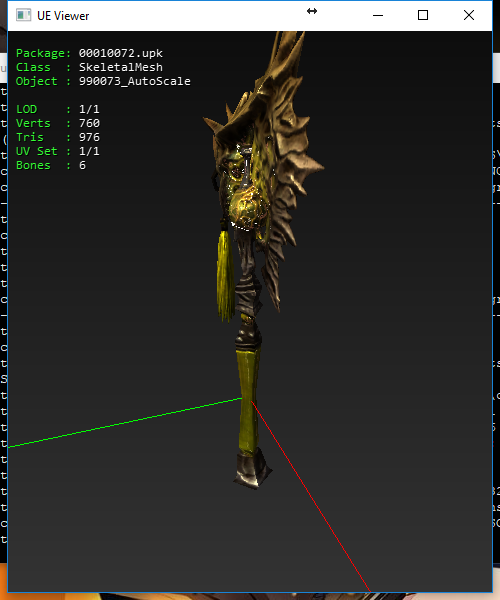 UE Viewer
Package: 00010072.upk
Class  : SkeletalMesh
Object : 990073_AutoScale
LOD    : 1/1
Verts  : 760
Tris   : 976
UV Set : 1/1
Bones  : 6